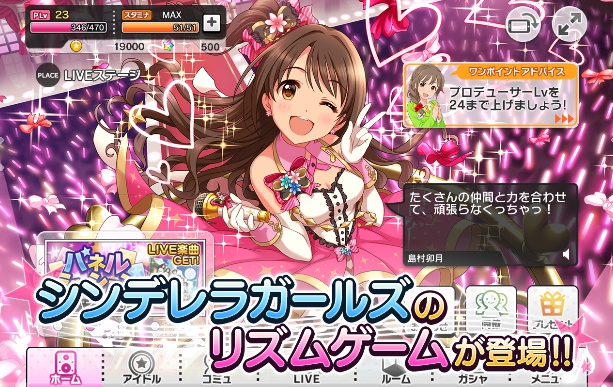 PLv 23
346/470
スタミナ MAX
51/51
19000
500
PLACE LIVEステージ
ワンポイントアドバイス
プロデューサーLvを
24まで上げましょう!
たくさんの仲間と力を合わせ
て、頑張らなくっちゃっ!
島村卯月
LIVE楽曲
GET!
パネル
シンデレラガールズの
リズムゲームが登場!!
プレゼント
ホーム
アイドル
コミュ
LIVE
ルーム
ガシャ
メニュー